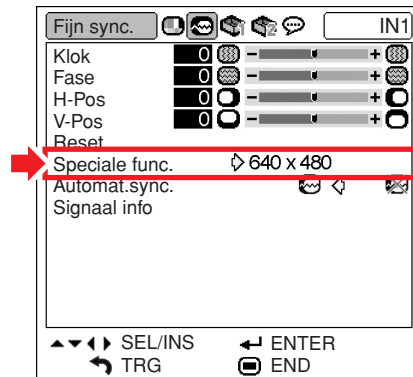 Fijn sync. IN1
Klok 0 - +
Fase 0 - +
H-Pos 0 - +
V-Pos 0 - +
Reset
Speciale func. 640 x 480
Automat.sync.
Signaal info
SEL/INS ENTER
TRG END